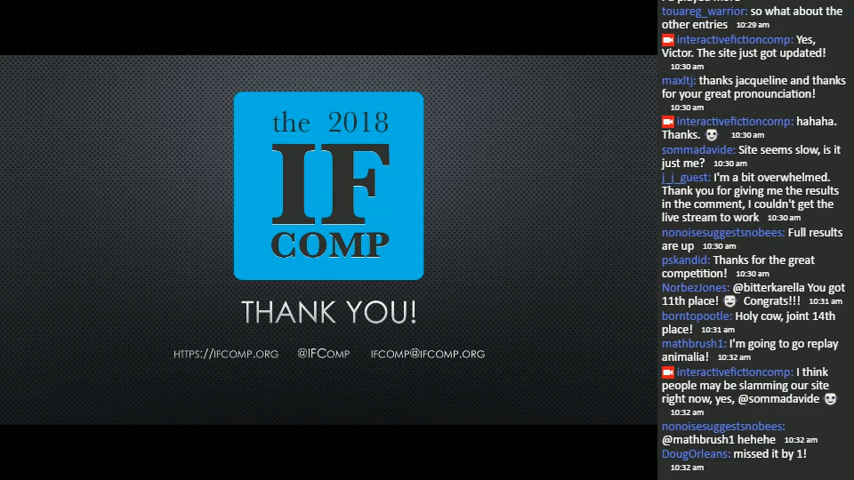 the 2018
IF
COMP
THANK YOU!
HTTPS://IFCOMP.ORG @IFComp IFCOMP@IFCOMP.ORG
touareg_warrior: so what about the
other entries 10:29 am
interactivefictioncomp: Yes,
Victor. The site just got updated!
10:30 am
maxltj: thanks jacqueline and thanks
for your great pronounciation!
10:30 am
interactivefictioncomp: hahaha.
Thanks. 10:30 am
sommadavide: Site seems slow, is it
just me? 10:30 am
j_j_guest: I'm a bit overwhelmed.
Thank you for giving me the results
in the comment, I couldn't get the
live stream to work 10:30 am
nonoisesuggestsnobees: Full results
are up 10:30 am
pskandid: Thanks for the great
competition! 10:30 am
NorbezJones: @bitterkarella You got
11th place! Congrats!!! 10:31 am
borntopootle: Holy cow, joint 14th
place! 10:31 am
mathbrush1: I'm going to go replay
animalia! 10:32 am
interactivefictioncomp: I think
people may be slamming our site
right now, yes, @sommadavide
10:32 am
nonoisesuggestsnobees:
@mathbrush1 hehehe 10:32 am
DougOrleans: missed it by 1!
10:32 am